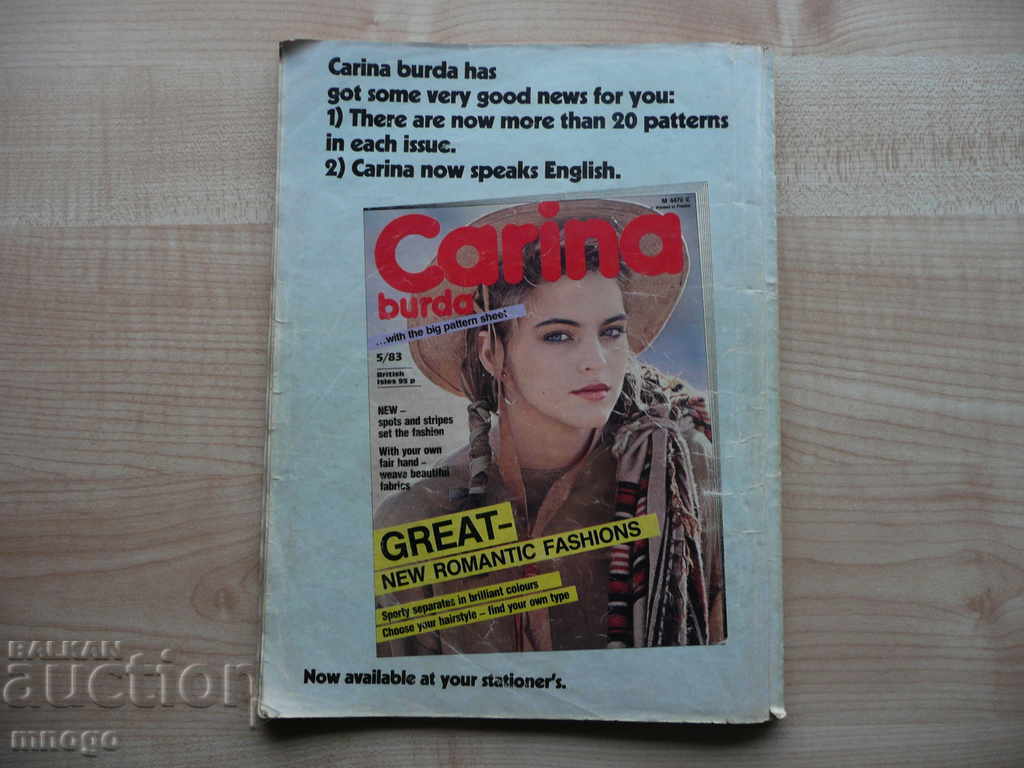 Carina burda has
got some very good news for you:
1) There are now more than 20 patterns
in each issue.
2) Carina now speaks English.
M 4476 C
Printed in
Carina
burda
...with the big pattern sheet
5/83
British
Isles 95 p
NEW –
spots and stripes
set the fashion
With your own
fair hand –
weave beautiful
fabrics
GREAT–
NEW ROMANTIC FASHIONS
Sporty separates in brilliant colours
Choose your hairstyle – find your own type
Now available at your stationer's.
BALKAN
auction
mnogo